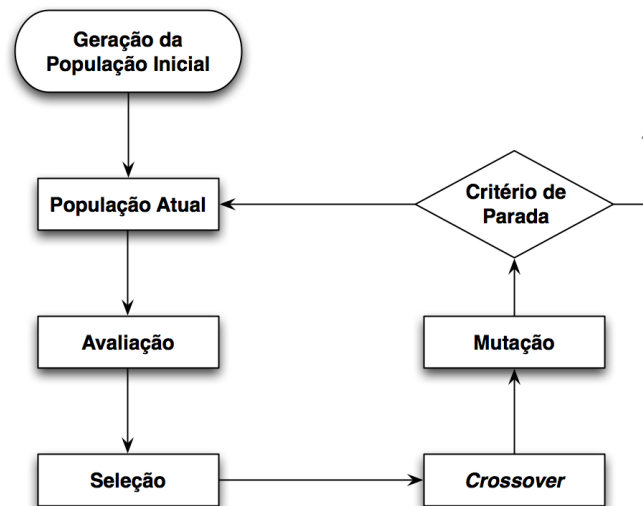 Geração da
População Inicial
População Atual
Critério de
Parada
Avaliação
Mutação
Seleção
Crossover